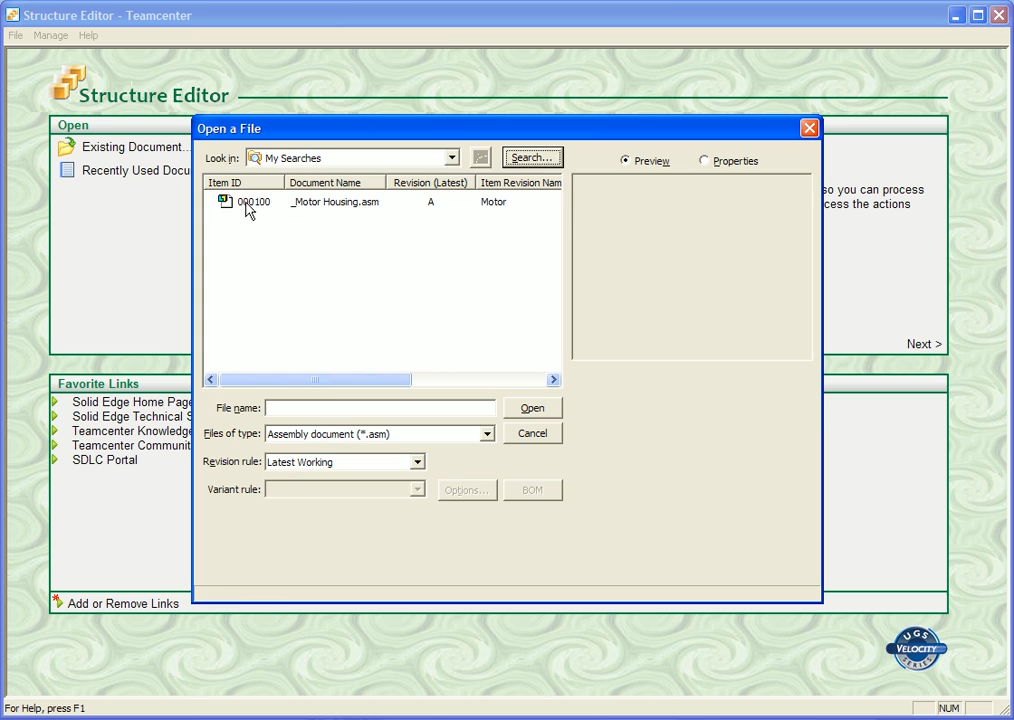 Structure Editor - Teamcenter
File Manage Help
Structure Editor
Open
Existing Document...
Recently Used Docu
so you can process
cess the actions
Next >
Open a File
Look in: My Searches Search... Preview Properties
Item ID Document Name Revision (Latest) Item Revision Nam
000100 _Motor Housing.asm A Motor
File name: Open
Files of type: Assembly document (*.asm) Cancel
Revision rule: Latest Working
Variant rule: Options... BOM
Favorite Links
Solid Edge Home Page
Solid Edge Technical S
Teamcenter Knowledge
Teamcenter Communit
SDLC Portal
Add or Remove Links
UGS
VELOCITY
SERIES
For Help, press F1 NUM